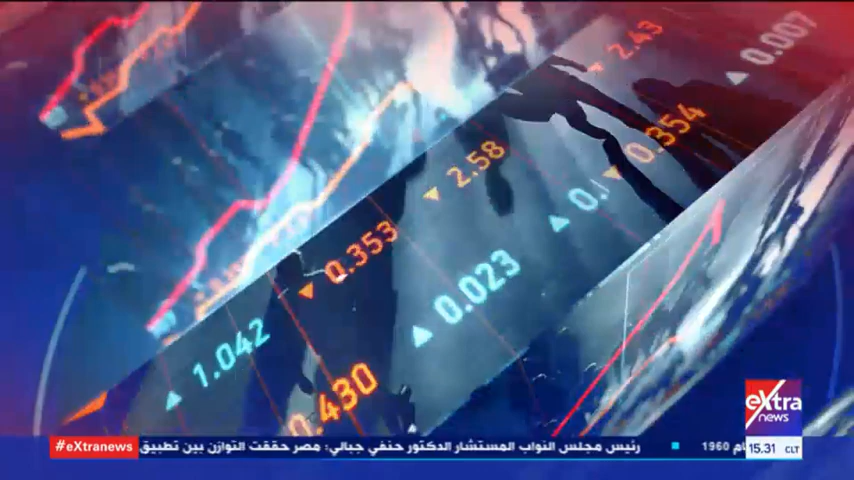 2.43
0.007
0.354
2.58
0.353
0.023
1.042
0.430
eXtra
news
#eXtranews
رئيس مجلس النواب المستشار الدكتور حنفي جبالي: مصر حققت التوازن بين تطبيق
1960
15.31 CLT